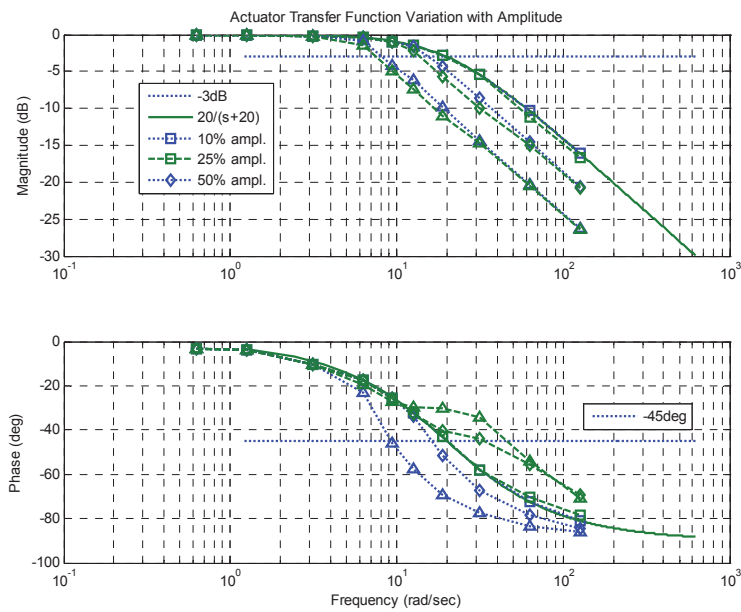 Actuator Transfer Function Variation with Amplitude
Magnitude (dB)
0
-5
-10
-15
-20
-25
-30
-3dB
20/(s+20)
10% ampl.
25% ampl.
50% ampl.
10^-1
10^0
10^1
10^2
10^3
Phase (deg)
0
-20
-40
-60
-80
-100
-45deg
10^-1
10^0
10^1
10^2
10^3
Frequency (rad/sec)